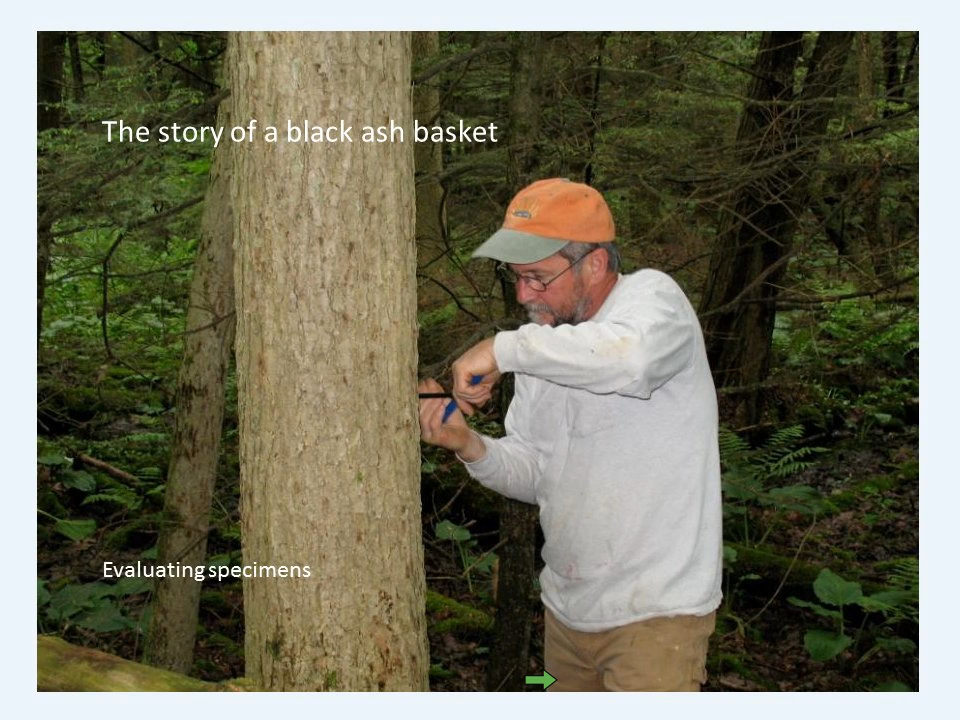 The story of a black ash basket
Evaluating specimens